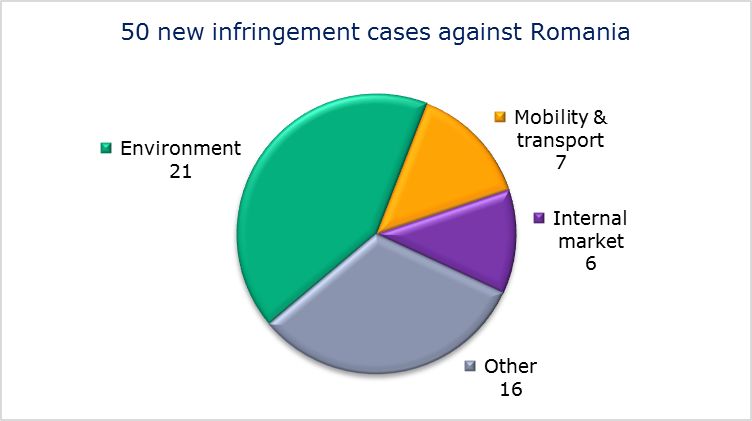 50 new infringement cases against Romania
Environment
21
Mobility &
transport
7
Internal
market
6
Other
16